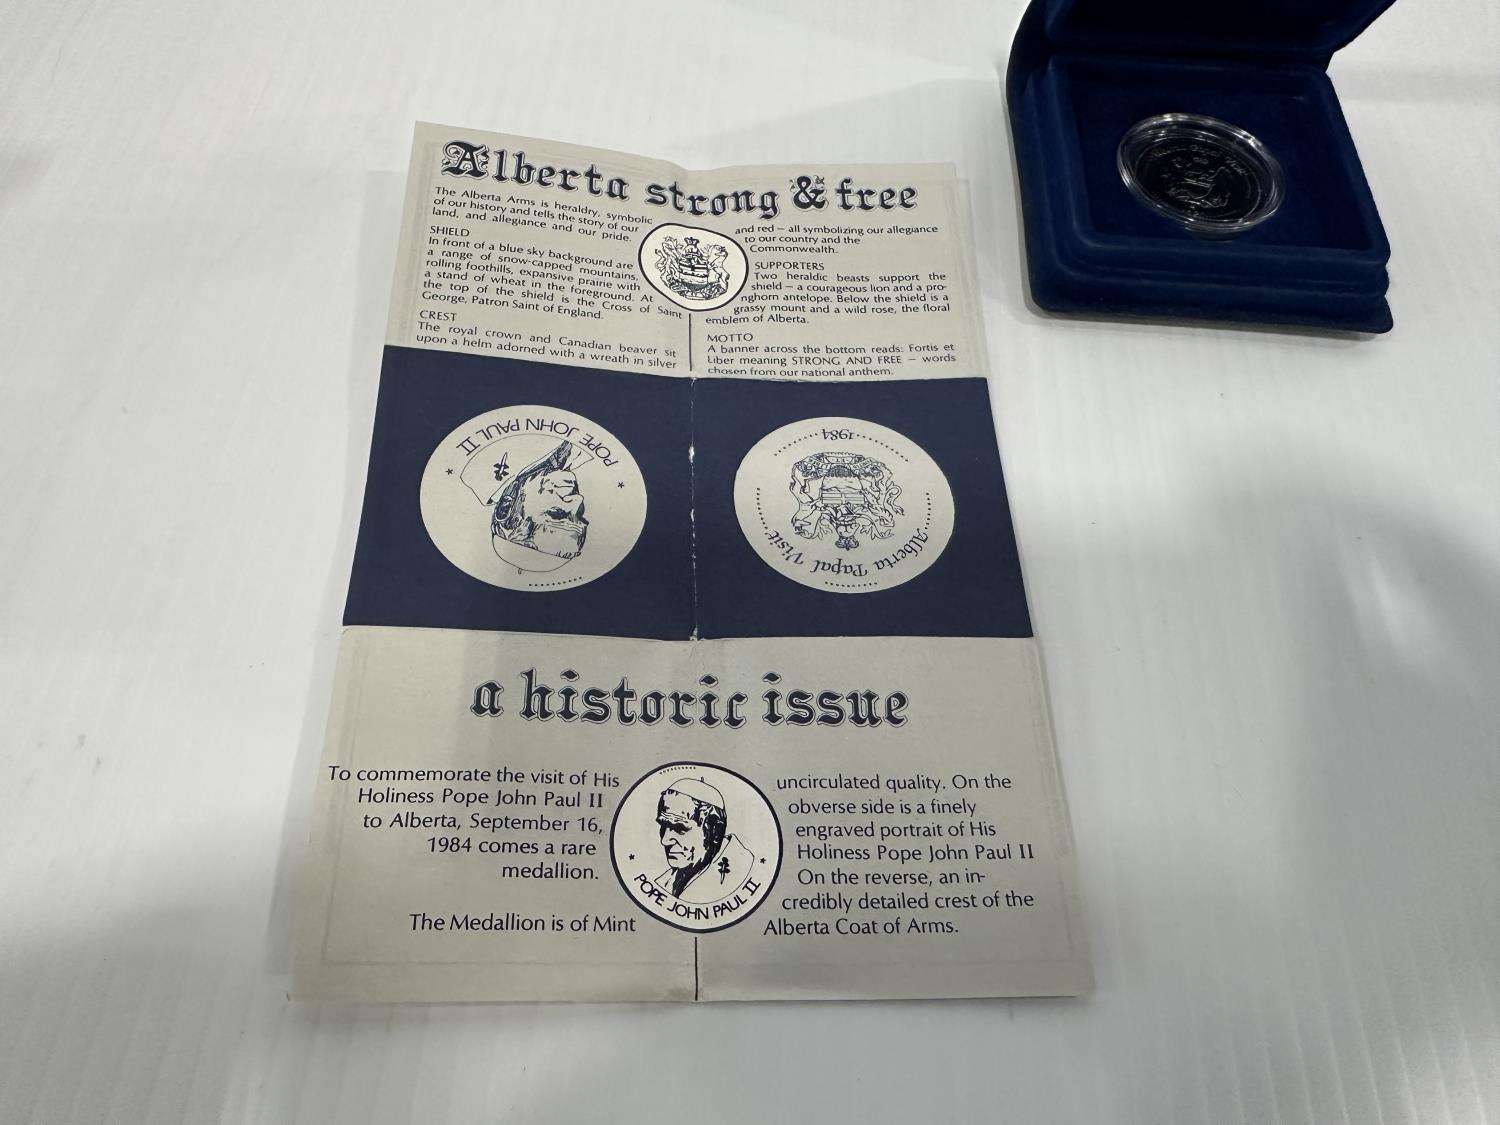 Alberta strong & free
The Alberta Arms is heraldry, symbolic
of our history and tells the story of our
land, and allegiance and our pride.
SHIELD
In front of a blue sky background are
a range of snow-capped mountains,
rolling foothills, expansive prairie with
a stand of wheat in the foreground. At
the top of the shield is the Cross of Saint
George, Patron Saint of England.
CREST
The royal crown and Canadian beaver sit
upon a helm adorned with a wreath in silver
and red – all symbolizing our allegiance
to our country and the
Commonwealth.
SUPPORTERS
Two heraldic beasts support the
shield – a courageous lion and a pro-
nghorn antelope. Below the shield is a
grassy mount and a wild rose, the floral
emblem of Alberta.
MOTTO
A banner across the bottom reads: Fortis et
Liber meaning STRONG AND FREE – words
chosen from our national anthem.
POPE JOHN PAUL II
1984
Alberta Papal Visit
a historic issue
To commemorate the visit of His
Holiness Pope John Paul II
to Alberta, September 16,
1984 comes a rare
medallion.
The Medallion is of Mint
POPE JOHN PAUL II
uncirculated quality. On the
obverse side is a finely
engraved portrait of His
Holiness Pope John Paul II
On the reverse, an in-
credibly detailed crest of the
Alberta Coat of Arms.